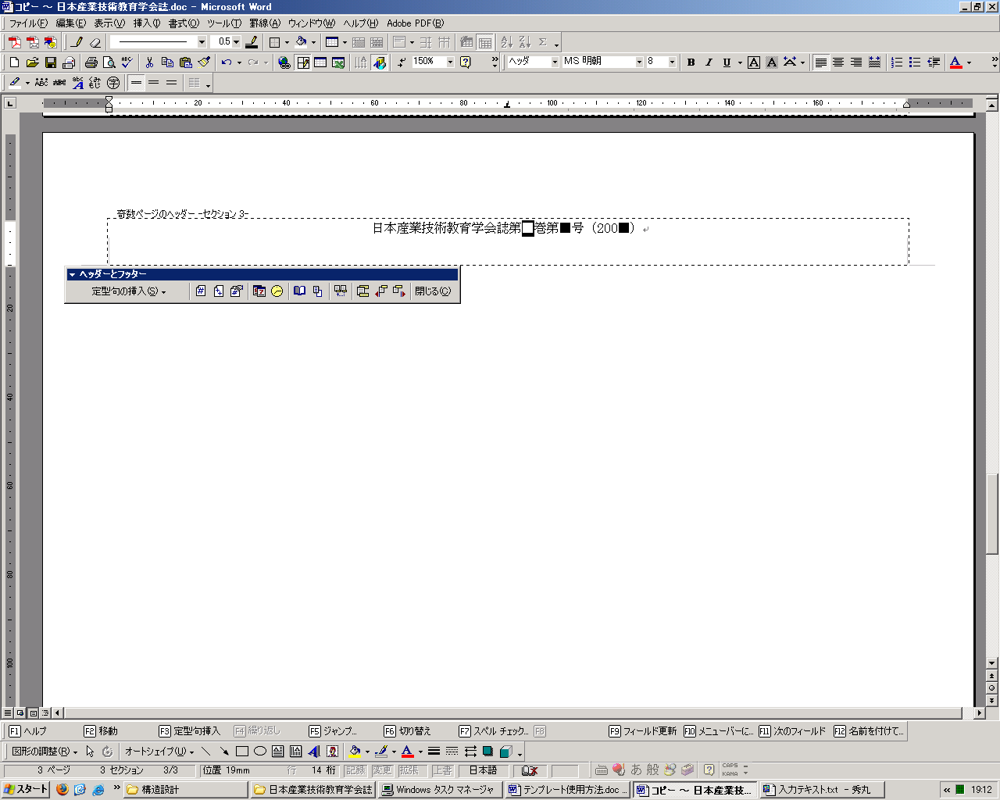 コピー ～ 日本産業技術教育学会誌.doc - Microsoft Word
ファイル(F) 編集(E) 表示(V) 挿入(I) 書式(O) ツール(T) 罫線(A) ウィンドウ(W) ヘルプ(H) Adobe PDF(B)
0.5
150% ヘッダ MS 明朝 8 B I U A A A
20 40 60 80 100 120 140 160
奇数ページのヘッダー -セクション 3-
日本産業技術教育学会誌第■巻第■号（200■）
ヘッダーとフッター
定型句の挿入(S) 閉じる(C)
20
40
60
80
100
F1 ヘルプ F2 移動 F3 定型句挿入 F4 繰り返し F5 ジャンプ... F6 切り替え F7 スペル チェック... F8 F9 フィールド更新 F10 メニューバーに... F11 次のフィールド F12 名前を付けて...
図形の調整(R) オートシェイプ(U)
3 ページ 3 セクション 3/3 位置 19mm 行 14 桁 記録 変更 拡張 上書 日本語 あ 般 CAPS KANA
スタート 構造設計 日本産業技術教育学会誌 Windows タスク マネージャ テンプレート使用方法.doc ... コピー ～ 日本産業技... 入力テキスト.txt - 秀丸 19:12